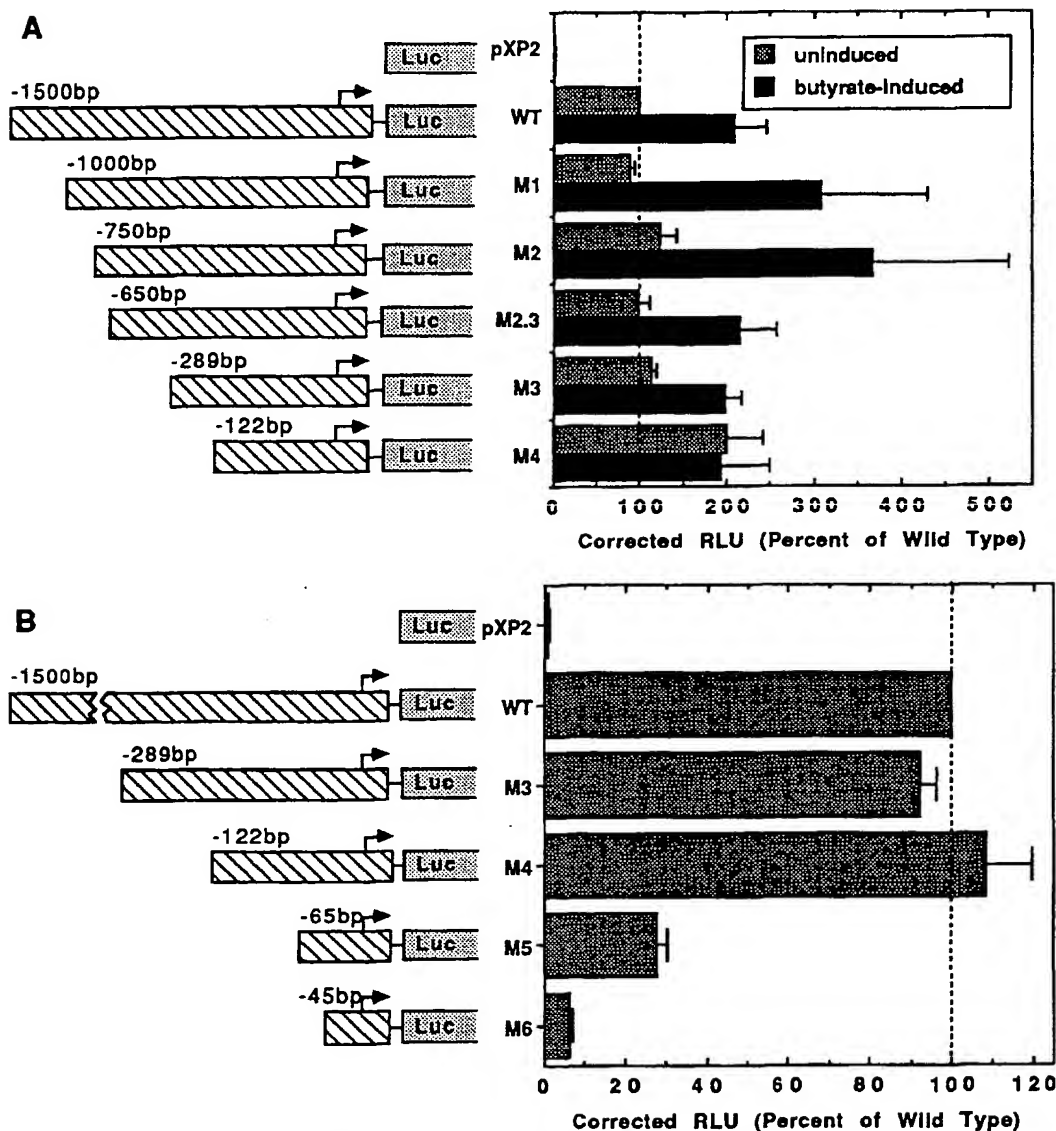 A
Luc
pXP2
uninduced
butyrate-induced
-1500bp
Luc
WT
-1000bp
Luc
M1
-750bp
Luc
M2
-650bp
Luc
M2.3
-289bp
Luc
M3
-122bp
Luc
M4
0 100 200 300 400 500
Corrected RLU (Percent of Wild Type)
B
Luc
pXP2
-1500bp
Luc
WT
-289bp
Luc
M3
-122bp
Luc
M4
-65bp
Luc
M5
-45bp
Luc
M6
0 20 40 60 80 100 120
Corrected RLU (Percent of Wild Type)